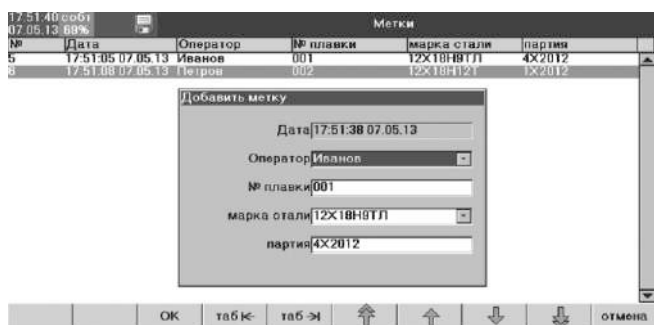 17:51:40 соб↑ Метки
07.05.13 68%
№ Дата Оператор № плавки марка стали партия
5 17:51:05 07.05.13 Иванов 001 12Х18Н9ТЛ 4Х2012
6 17:51:08 07.05.13 Петров 002 12Х18Н12Т 1Х2012
Добавить метку
Дата 17:51:38 07.05.13
Оператор Иванов
№ плавки 001
марка стали 12Х18Н9ТЛ
партия 4Х2012
OK таб таб отмена